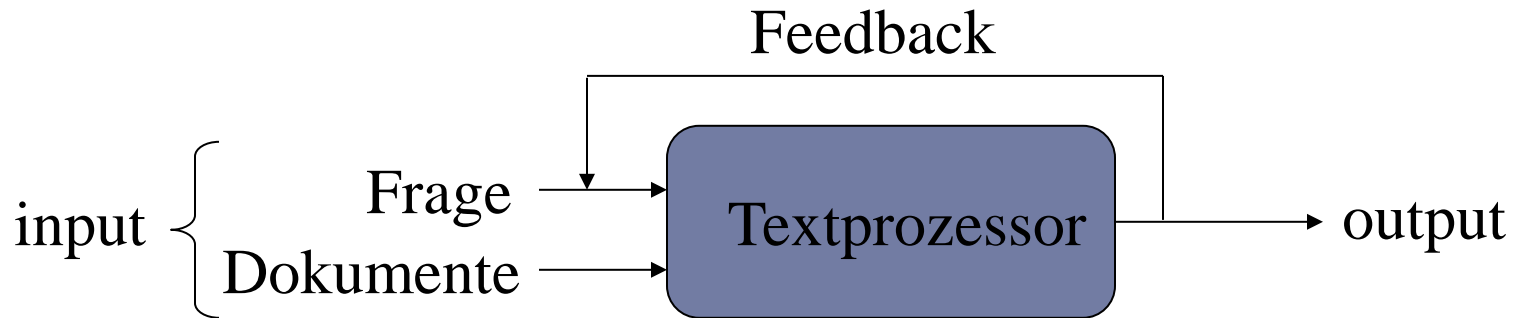 Feedback
Frage
input
Textprozessor
output
Dokumente